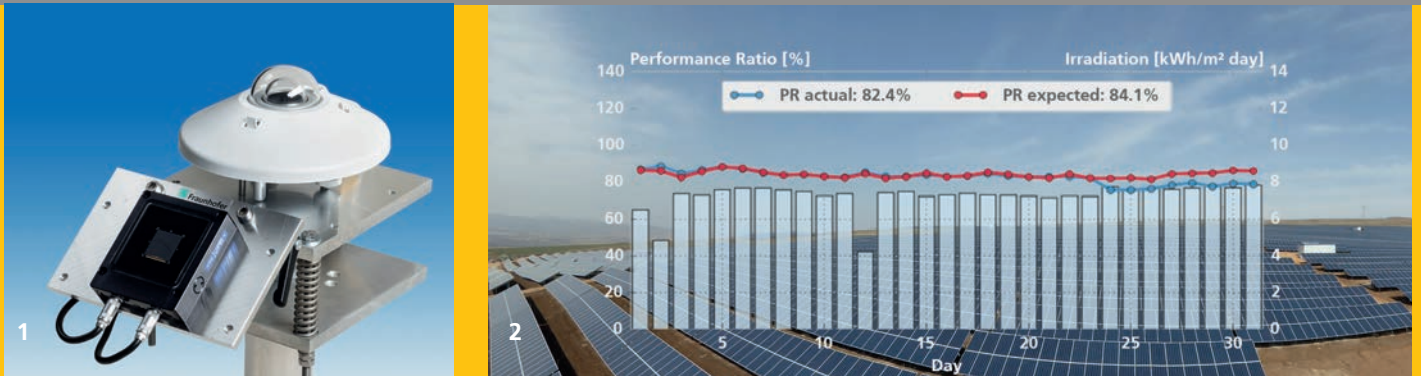 Fraunhofer
1
Performance Ratio [%] Irradiation [kWh/m² day]
140 14
PR actual: 82.4% PR expected: 84.1%
120 12
100 10
80 8
60 6
40 4
20 2
0 0
2
5 10 15 20 25 30
Day